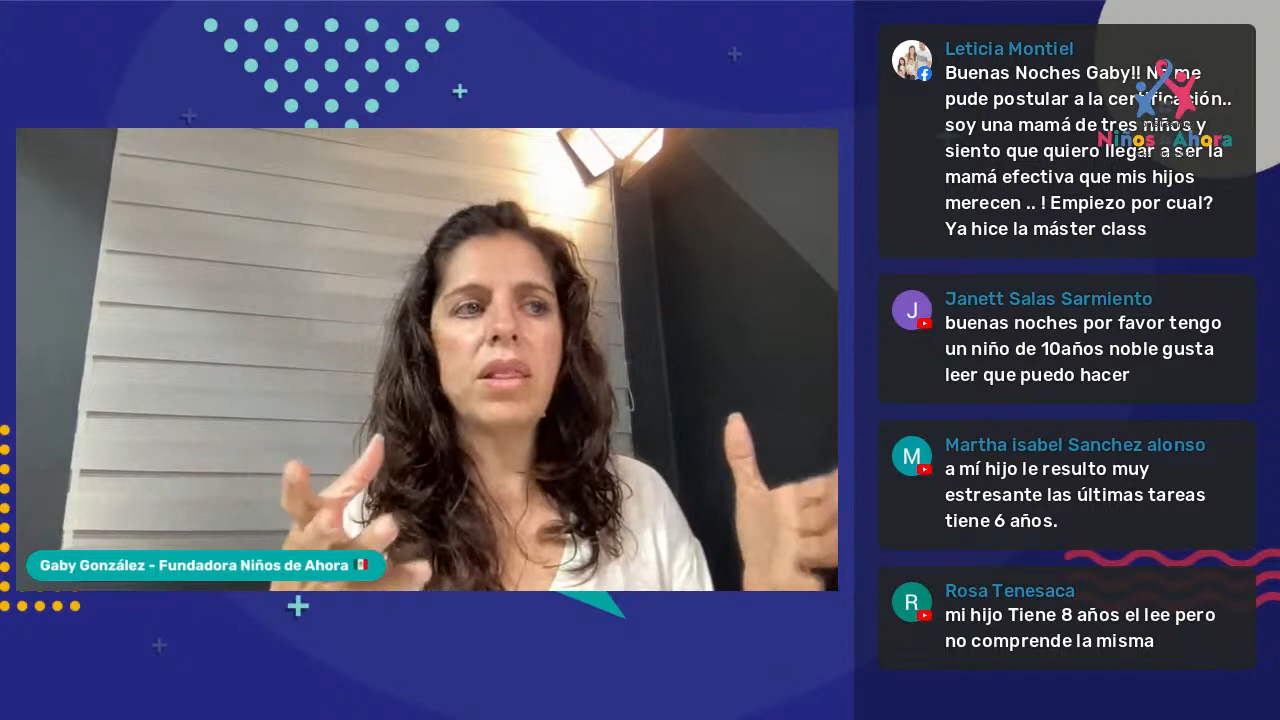 Gaby González - Fundadora Niños de Ahora
Leticia Montiel
Buenas Noches Gaby!! No me
pude postular a la certificación..
soy una mamá de tres niños y
siento que quiero llegar a ser la
mamá efectiva que mis hijos
merecen .. ! Empiezo por cual?
Ya hice la máster class
Niños Ahora
J
Janett Salas Sarmiento
buenas noches por favor tengo
un niño de 10años noble gusta
leer que puedo hacer
M
Martha isabel Sanchez alonso
a mí hijo le resulto muy
estresante las últimas tareas
tiene 6 años.
R
Rosa Tenesaca
mi hijo Tiene 8 años el lee pero
no comprende la misma